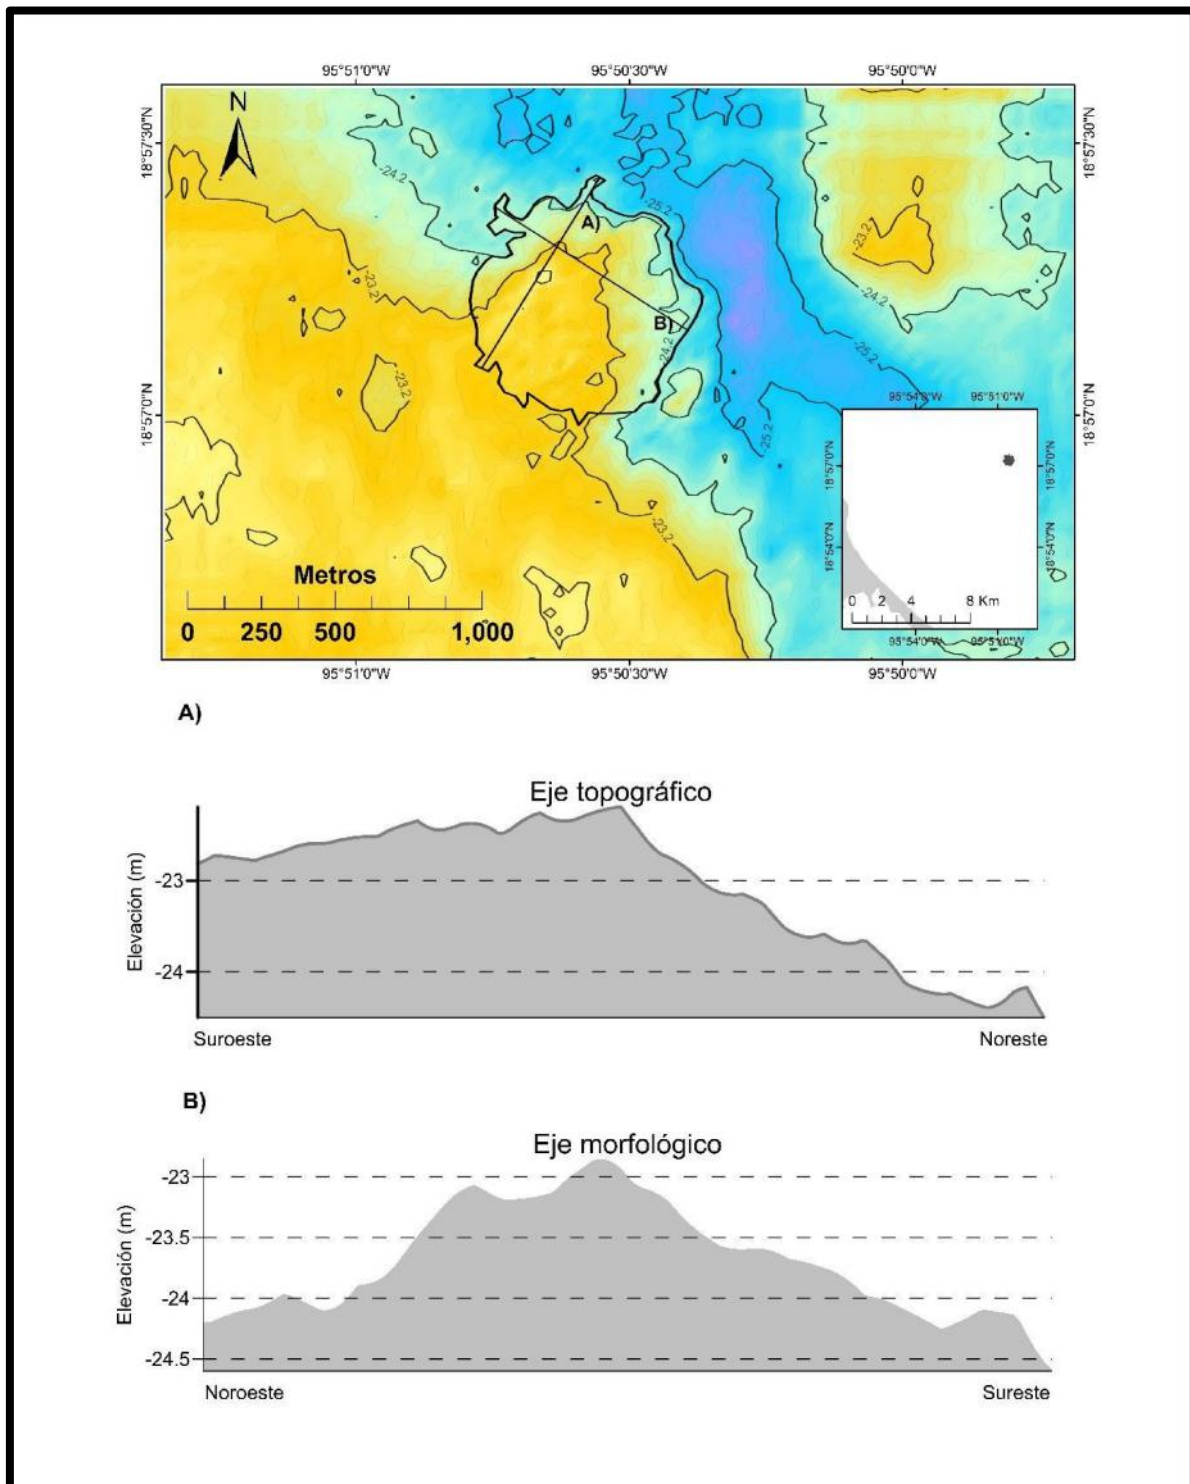 95°51'0"W 95°50'30"W 95°50'0"W
N
18°57'30"N
18°57'30"N
-24.2
-25.2
A)
-23.2
-23.2
-24.2
B)
-24.2
-25.2
-23.2
-25.2
18°57'0"N
18°57'0"N
-23.2
95°54'0"W 95°51'0"W
18°57'0"N
18°57'0"N
18°54'0"N
18°54'0"N
0 2 4 8 Km
95°54'0"W 95°51'0"W
Metros
0 250 500 1,000
95°51'0"W 95°50'30"W 95°50'0"W
A)
Eje topográfico
Elevación (m)
-23
-24
Suroeste Noreste
B)
Eje morfológico
Elevación (m)
-23
-23.5
-24
-24.5
Noroeste Sureste